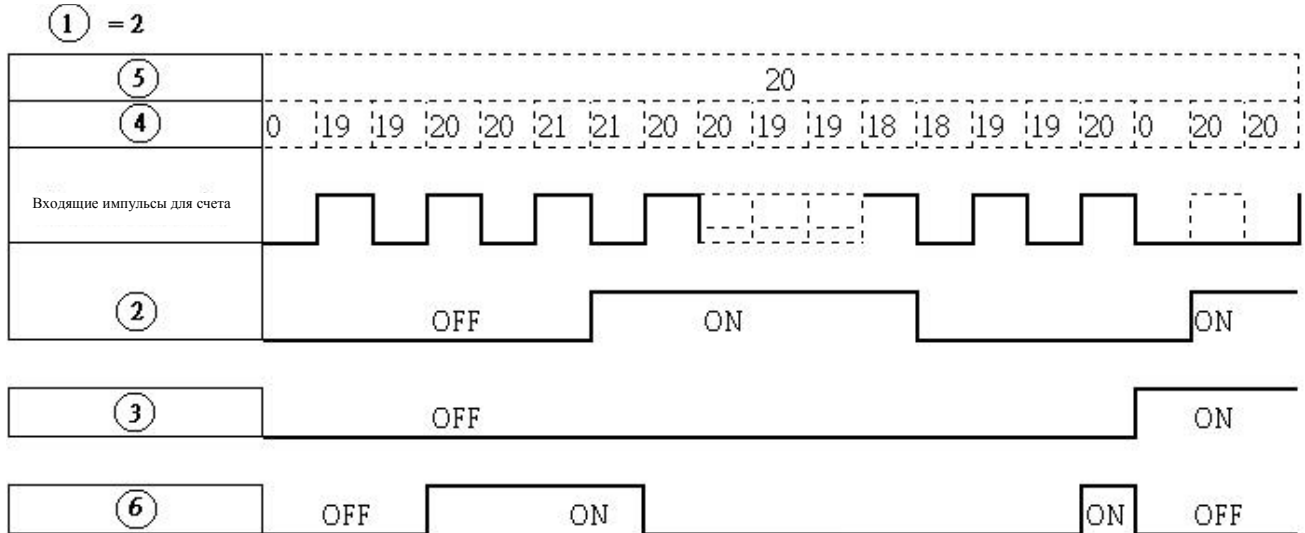 ① = 2
⑤ 20
④ 0 19 19 20 20 21 21 20 20 19 19 18 18 19 19 20 0 20 20
Входящие импульсы для счета
② OFF ON ON
③ OFF ON
⑥ OFF ON ON OFF